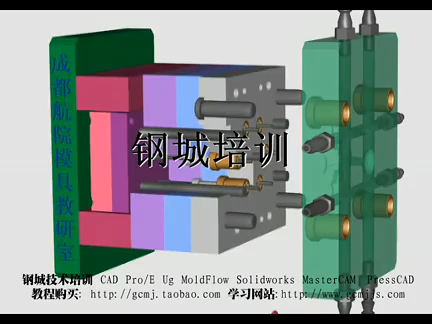 成都航院模具教研室
钢城培训
钢城技术培训 CAD Pro/E Ug MoldFlow Solidworks MasterCAM PressCAD
教程购买: http://gcmj.taobao.com 学习网站:http://www.gcmjjs.com